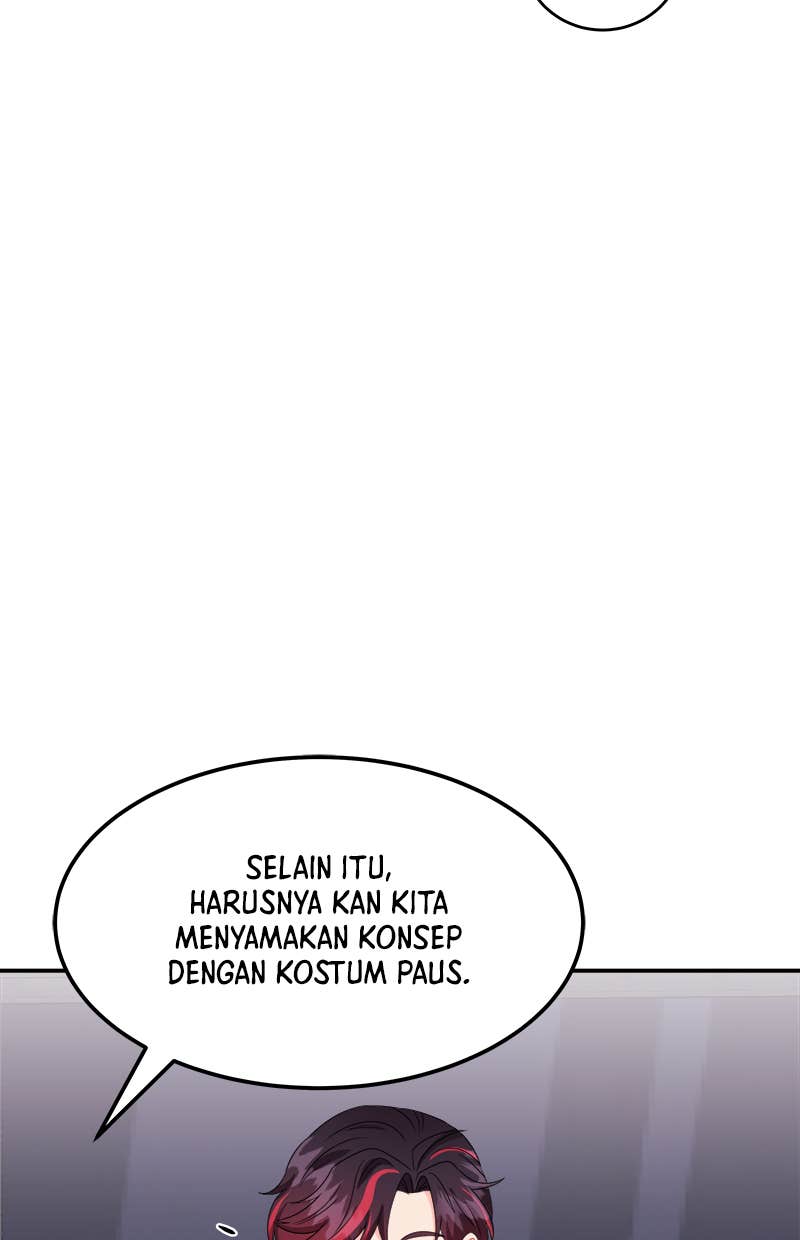 SELAIN ITU,
HARUSNYA KAN KITA
MENYAMAKAN KONSEP
DENGAN KOSTUM PAUS.